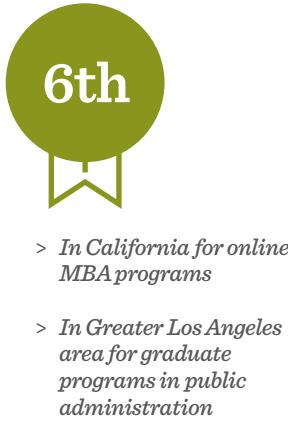 6th
> In California for online
MBA programs
> In Greater Los Angeles
area for graduate
programs in public
administration